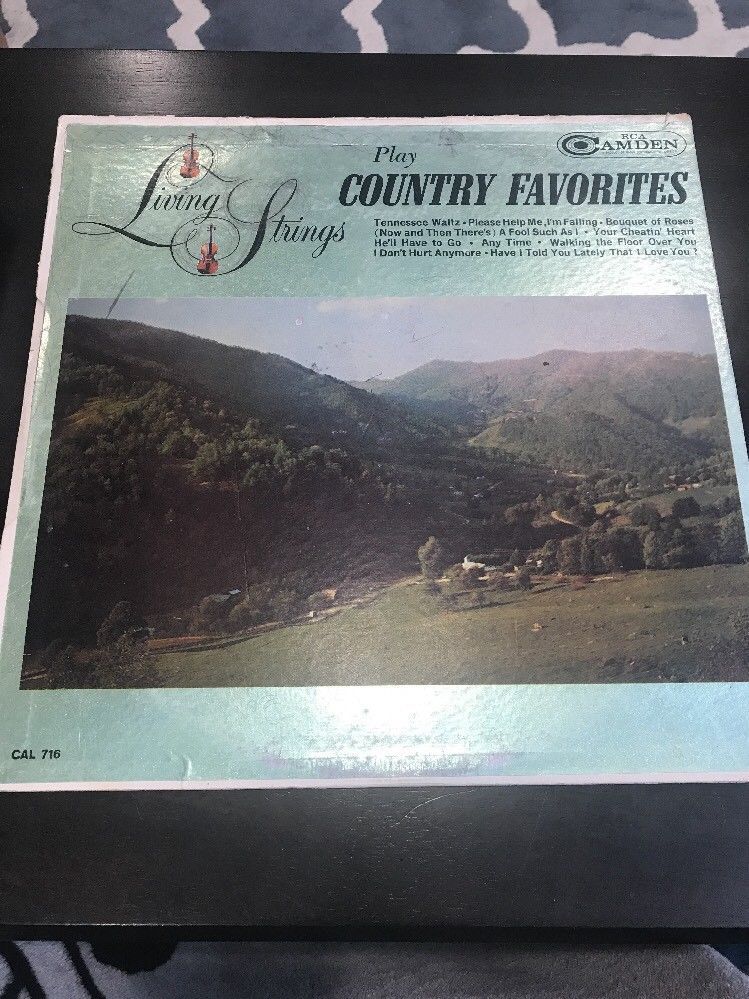 Living Strings
Play
COUNTRY FAVORITES
RCA CAMDEN
Tennessee Waltz • Please Help Me, I'm Falling • Bouquet of Roses
(Now and Then There's) A Fool Such As I • Your Cheatin' Heart
He'll Have to Go • Any Time • Walking the Floor Over You
I Don't Hurt Anymore • Have I Told You Lately That I Love You?
CAL 716